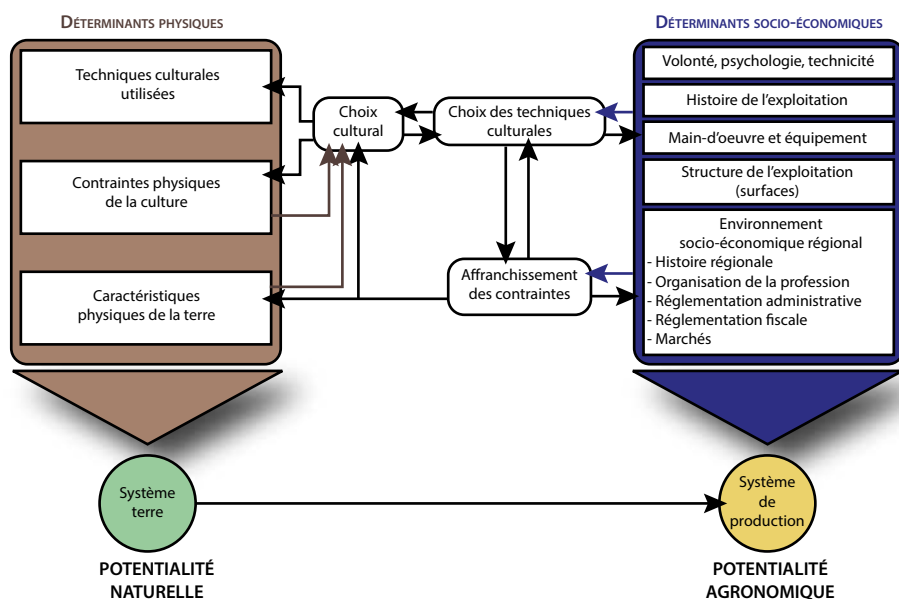 DÉTERMINANTS PHYSIQUES
Techniques culturales
utilisées
Contraintes physiques
de la culture
Caractéristiques
physiques de la terre
Choix
cultural
Choix des techniques
culturales
Affranchissement
des contraintes
DÉTERMINANTS SOCIO-ÉCONOMIQUES
Volonté, psychologie, technicité
Histoire de l'exploitation
Main-d'oeuvre et équipement
Structure de l'exploitation
(surfaces)
Environnement
socio-économique régional
- Histoire régionale
- Organisation de la profession
- Réglementation administrative
- Réglementation fiscale
- Marchés
Système
terre
POTENTIALITÉ
NATURELLE
Système
de
production
POTENTIALITÉ
AGRONOMIQUE